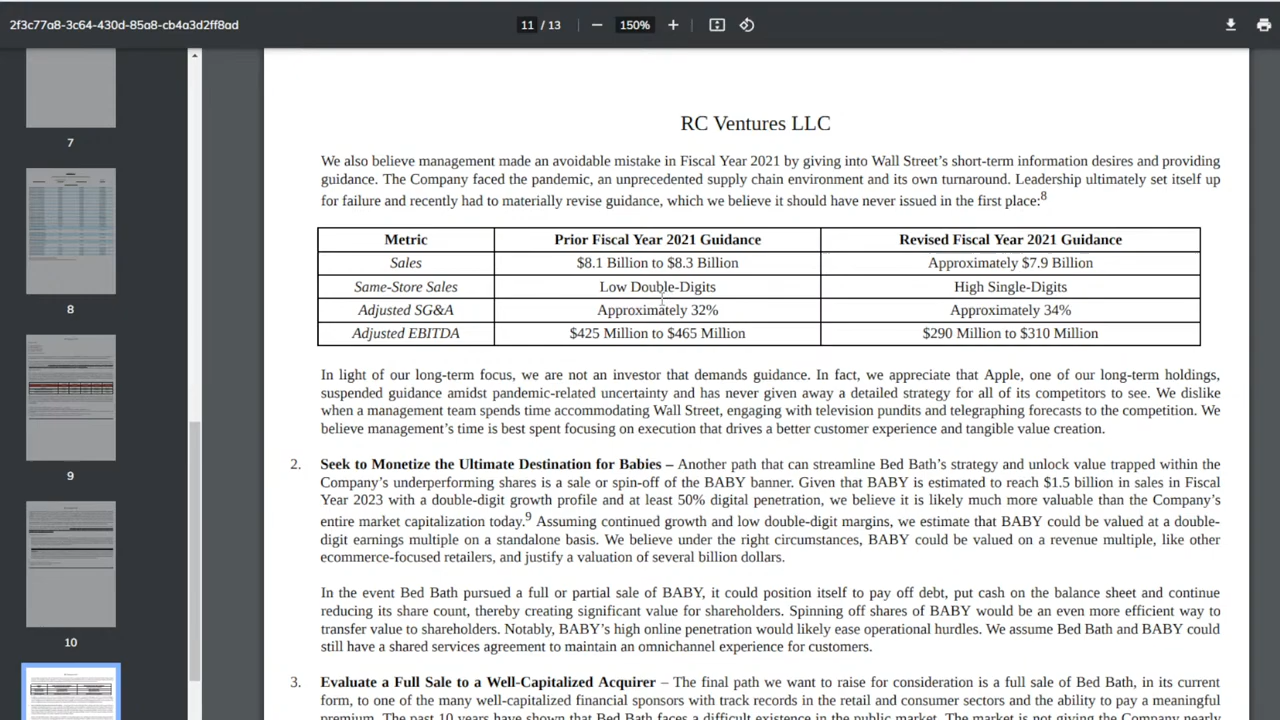 2f3c77a8-3c64-430d-85a8-cb4a3d2ff8ad
11 / 13
150%
7
8
9
10
RC Ventures LLC
We also believe management made an avoidable mistake in Fiscal Year 2021 by giving into Wall Street’s short-term information desires and providing
guidance. The Company faced the pandemic, an unprecedented supply chain environment and its own turnaround. Leadership ultimately set itself up
for failure and recently had to materially revise guidance, which we believe it should have never issued in the first place:8
Metric Prior Fiscal Year 2021 Guidance Revised Fiscal Year 2021 Guidance
Sales $8.1 Billion to $8.3 Billion Approximately $7.9 Billion
Same-Store Sales Low Double-Digits High Single-Digits
Adjusted SG&A Approximately 32% Approximately 34%
Adjusted EBITDA $425 Million to $465 Million $290 Million to $310 Million
In light of our long-term focus, we are not an investor that demands guidance. In fact, we appreciate that Apple, one of our long-term holdings,
suspended guidance amidst pandemic-related uncertainty and has never given away a detailed strategy for all of its competitors to see. We dislike
when a management team spends time accommodating Wall Street, engaging with television pundits and telegraphing forecasts to the competition. We
believe management’s time is best spent focusing on execution that drives a better customer experience and tangible value creation.
2. Seek to Monetize the Ultimate Destination for Babies – Another path that can streamline Bed Bath’s strategy and unlock value trapped within the
Company’s underperforming shares is a sale or spin-off of the BABY banner. Given that BABY is estimated to reach $1.5 billion in sales in Fiscal
Year 2023 with a double-digit growth profile and at least 50% digital penetration, we believe it is likely much more valuable than the Company’s
entire market capitalization today.9 Assuming continued growth and low double-digit margins, we estimate that BABY could be valued at a double-
digit earnings multiple on a standalone basis. We believe under the right circumstances, BABY could be valued on a revenue multiple, like other
ecommerce-focused retailers, and justify a valuation of several billion dollars.
In the event Bed Bath pursued a full or partial sale of BABY, it could position itself to pay off debt, put cash on the balance sheet and continue
reducing its share count, thereby creating significant value for shareholders. Spinning off shares of BABY would be an even more efficient way to
transfer value to shareholders. Notably, BABY’s high online penetration would likely ease operational hurdles. We assume Bed Bath and BABY could
still have a shared services agreement to maintain an omnichannel experience for customers.
3. Evaluate a Full Sale to a Well-Capitalized Acquirer – The final path we want to raise for consideration is a full sale of Bed Bath, in its current
form, to one of the many well-capitalized financial sponsors with track records in the retail and consumer sectors and the ability to pay a meaningful
premium. The past 10 years have shown that Bed Bath faces a difficult existence in the public market. The market is not giving the Company nearly